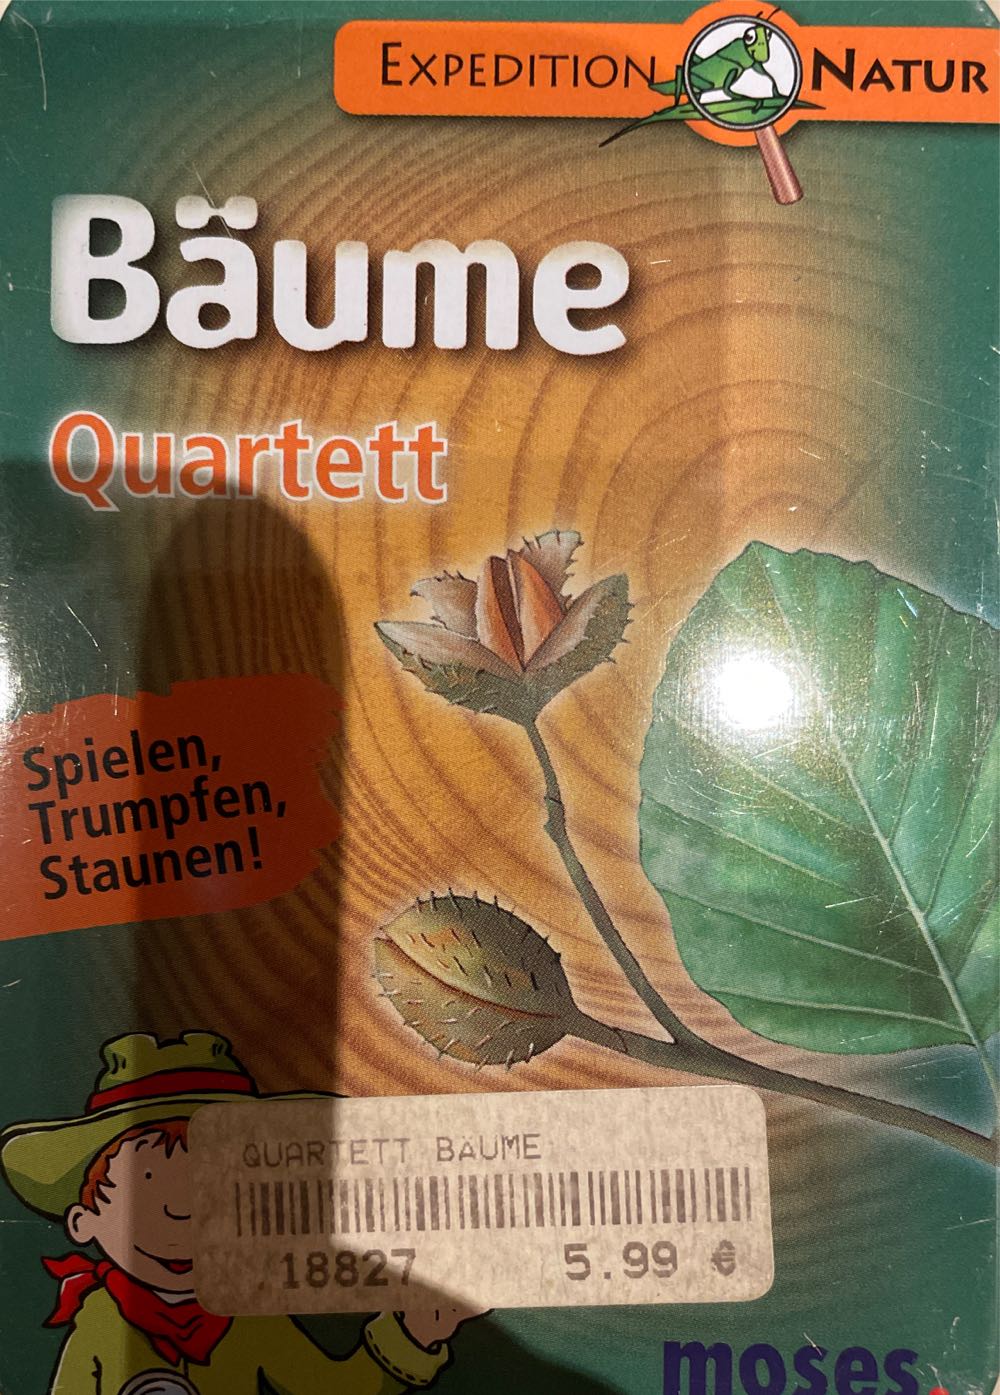 EXPEDITION NATUR
Bäume
Quartett
Spielen,
Trumpfen,
Staunen!
QUARTETT BÄUME
18827 5.99 €
moses.